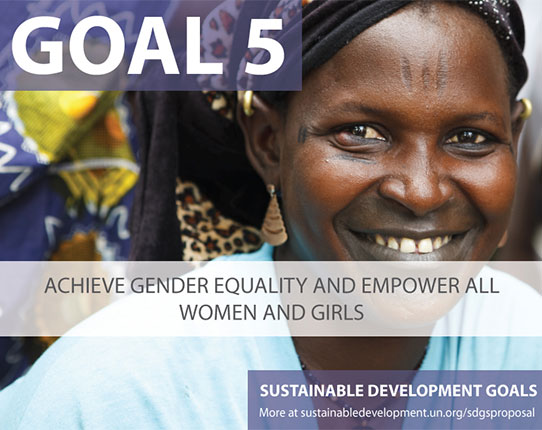 GOAL 5
ACHIEVE GENDER EQUALITY AND EMPOWER ALL
WOMEN AND GIRLS
SUSTAINABLE DEVELOPMENT GOALS
More at sustainabledevelopment.un.org/sdgsproposal